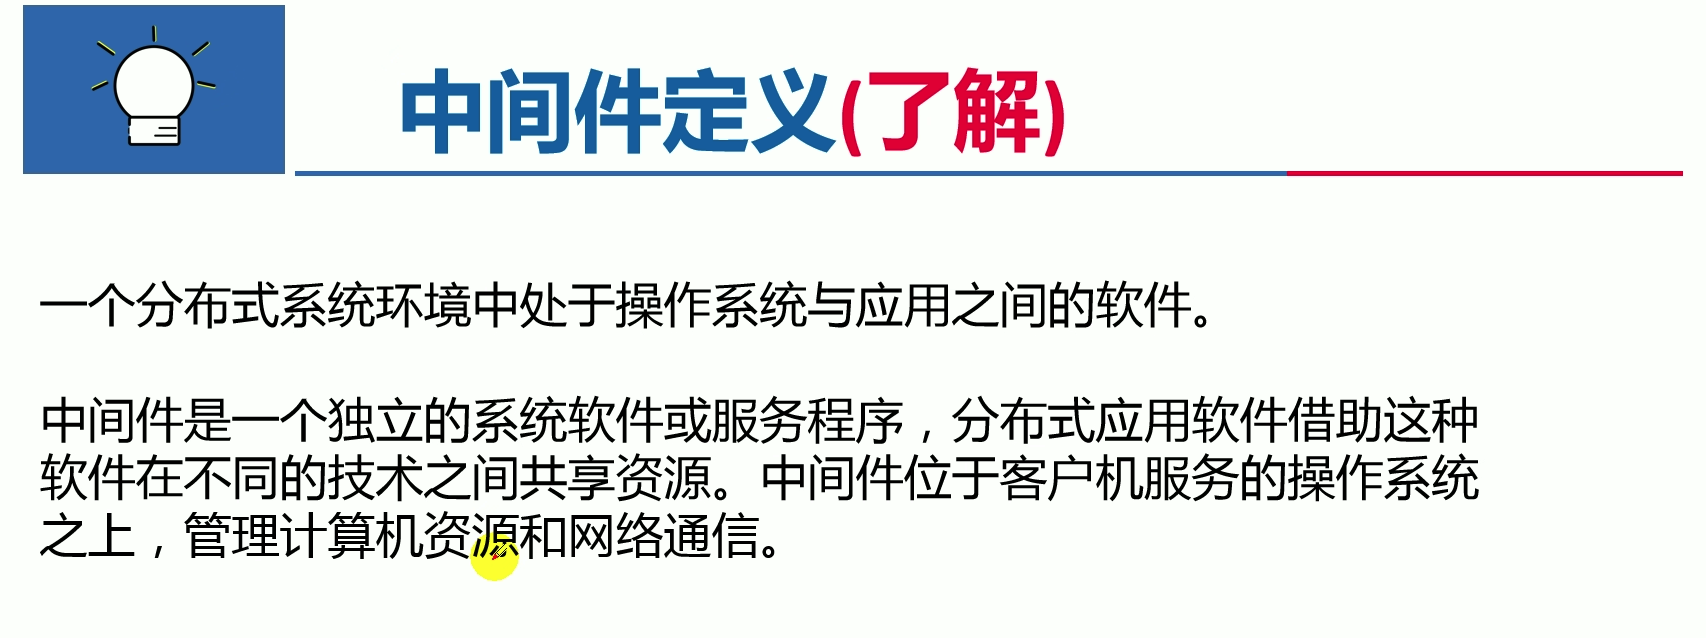 中间件定义(了解)
一个分布式系统环境中处于操作系统与应用之间的软件。
中间件是一个独立的系统软件或服务程序，分布式应用软件借助这种
软件在不同的技术之间共享资源。中间件位于客户机服务的操作系统
之上，管理计算机资源和网络通信。